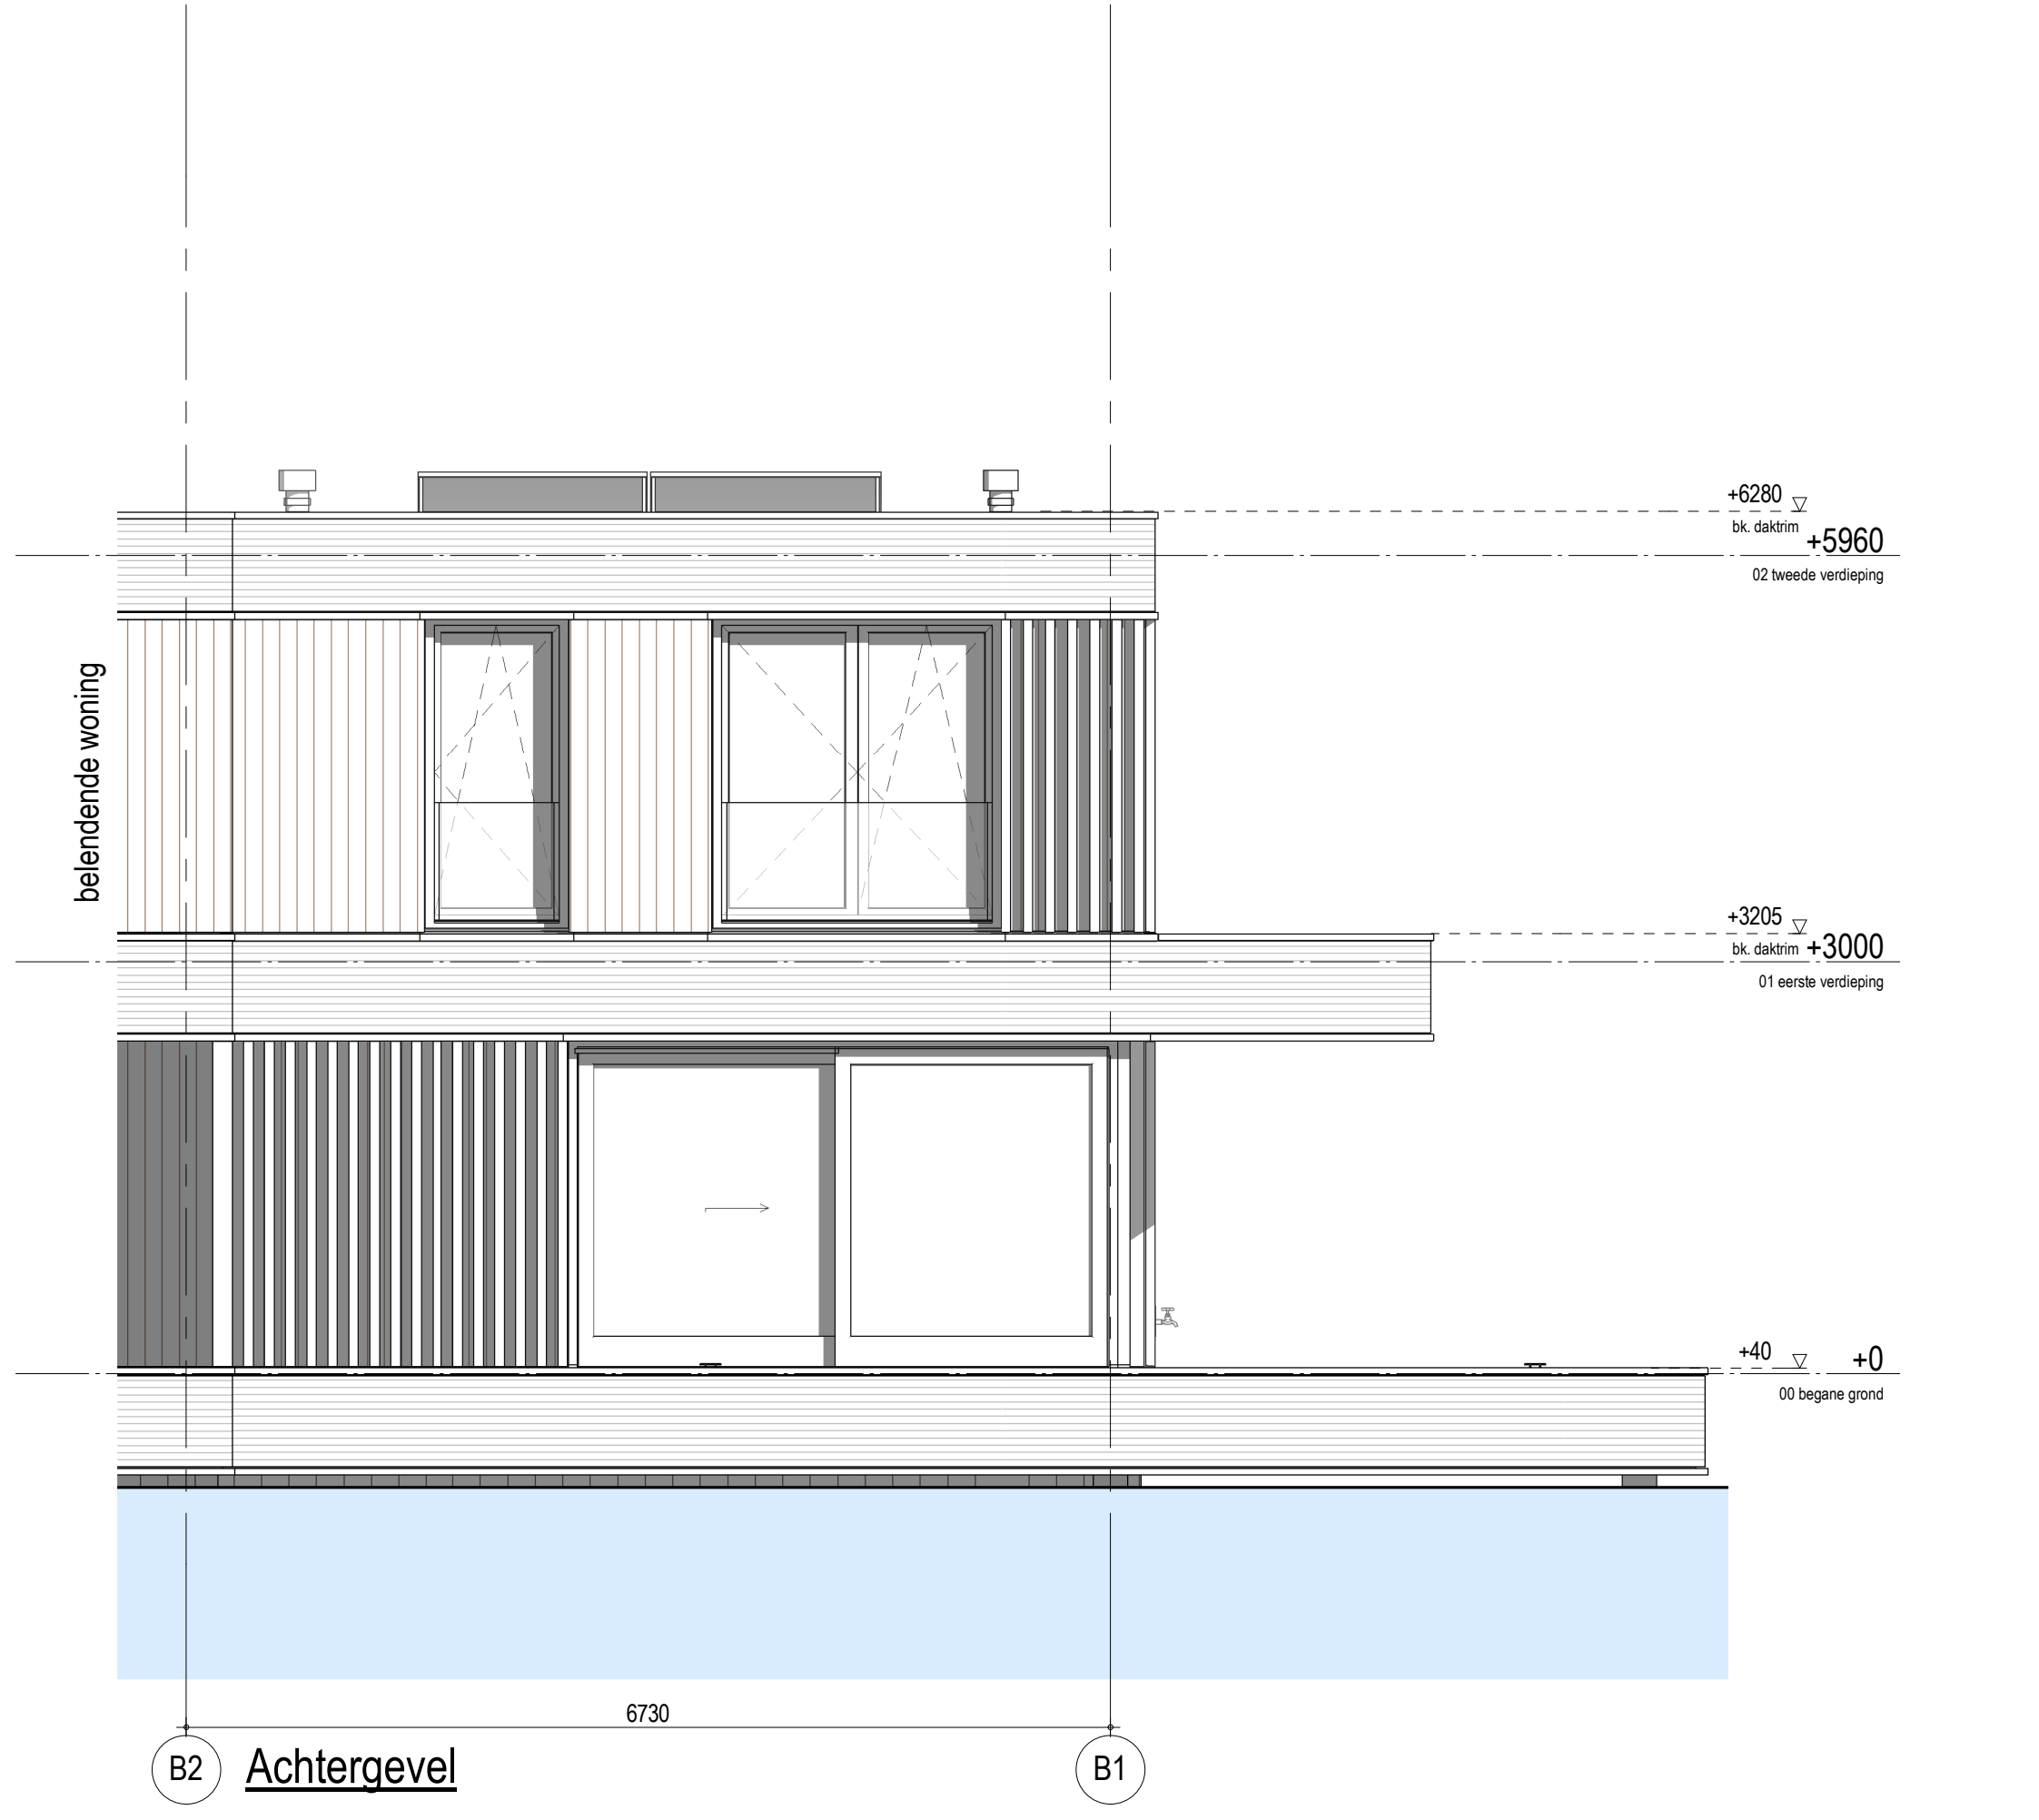 +6280
bk. daktrim
+5960
02 tweede verdieping
belendende woning
+3205
bk. daktrim
+3000
01 eerste verdieping
+40
+0
00 begane grond
6730
B2
Achtergevel
B1